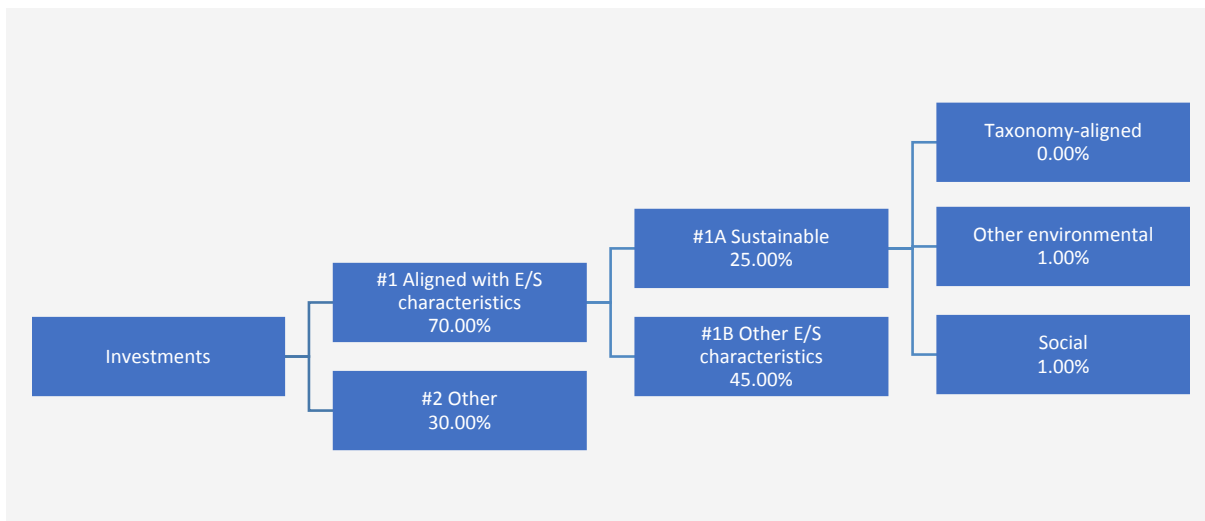 Investments
#1 Aligned with E/S
characteristics
70.00%
#2 Other
30.00%
#1A Sustainable
25.00%
#1B Other E/S
characteristics
45.00%
Taxonomy-aligned
0.00%
Other environmental
1.00%
Social
1.00%